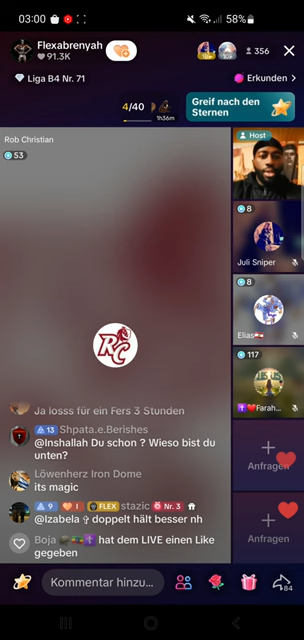 03:00 58%
Flexabrenyah
91.3K
356
Liga B4 Nr. 71
Erkunden >
4/40
1h36m
Greif nach den
Sternen
Rob Christian
53
Host
RC
8
Juli Sniper
8
Elias
117
Farah...
Anfragen
Anfragen
Ja losss für ein Fers 3 Stunden
13 Shpata.e.Berishes
@Inshallah Du schon ? Wieso bist du
unten?
Löwenherz Iron Dome
its magic
9 I FLEX stazic Nr. 3
@Izabela ✞ doppelt hält besser nh
Boja hat dem LIVE einen Like
gegeben
Kommentar hinzu...
84